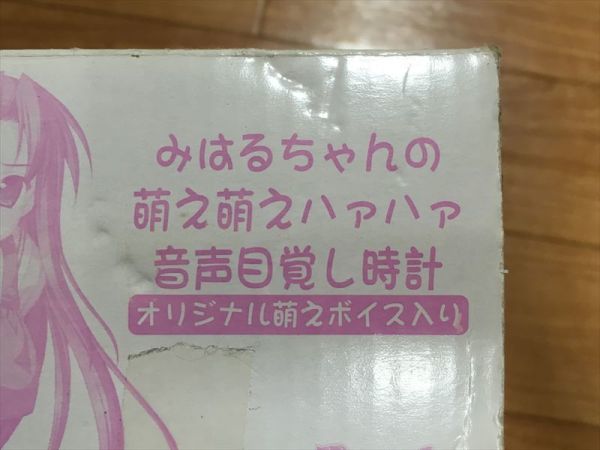 みはるちゃんの
萌え萌えハァハァ
音声目覚し時計
オリジナル萌えボイス入り